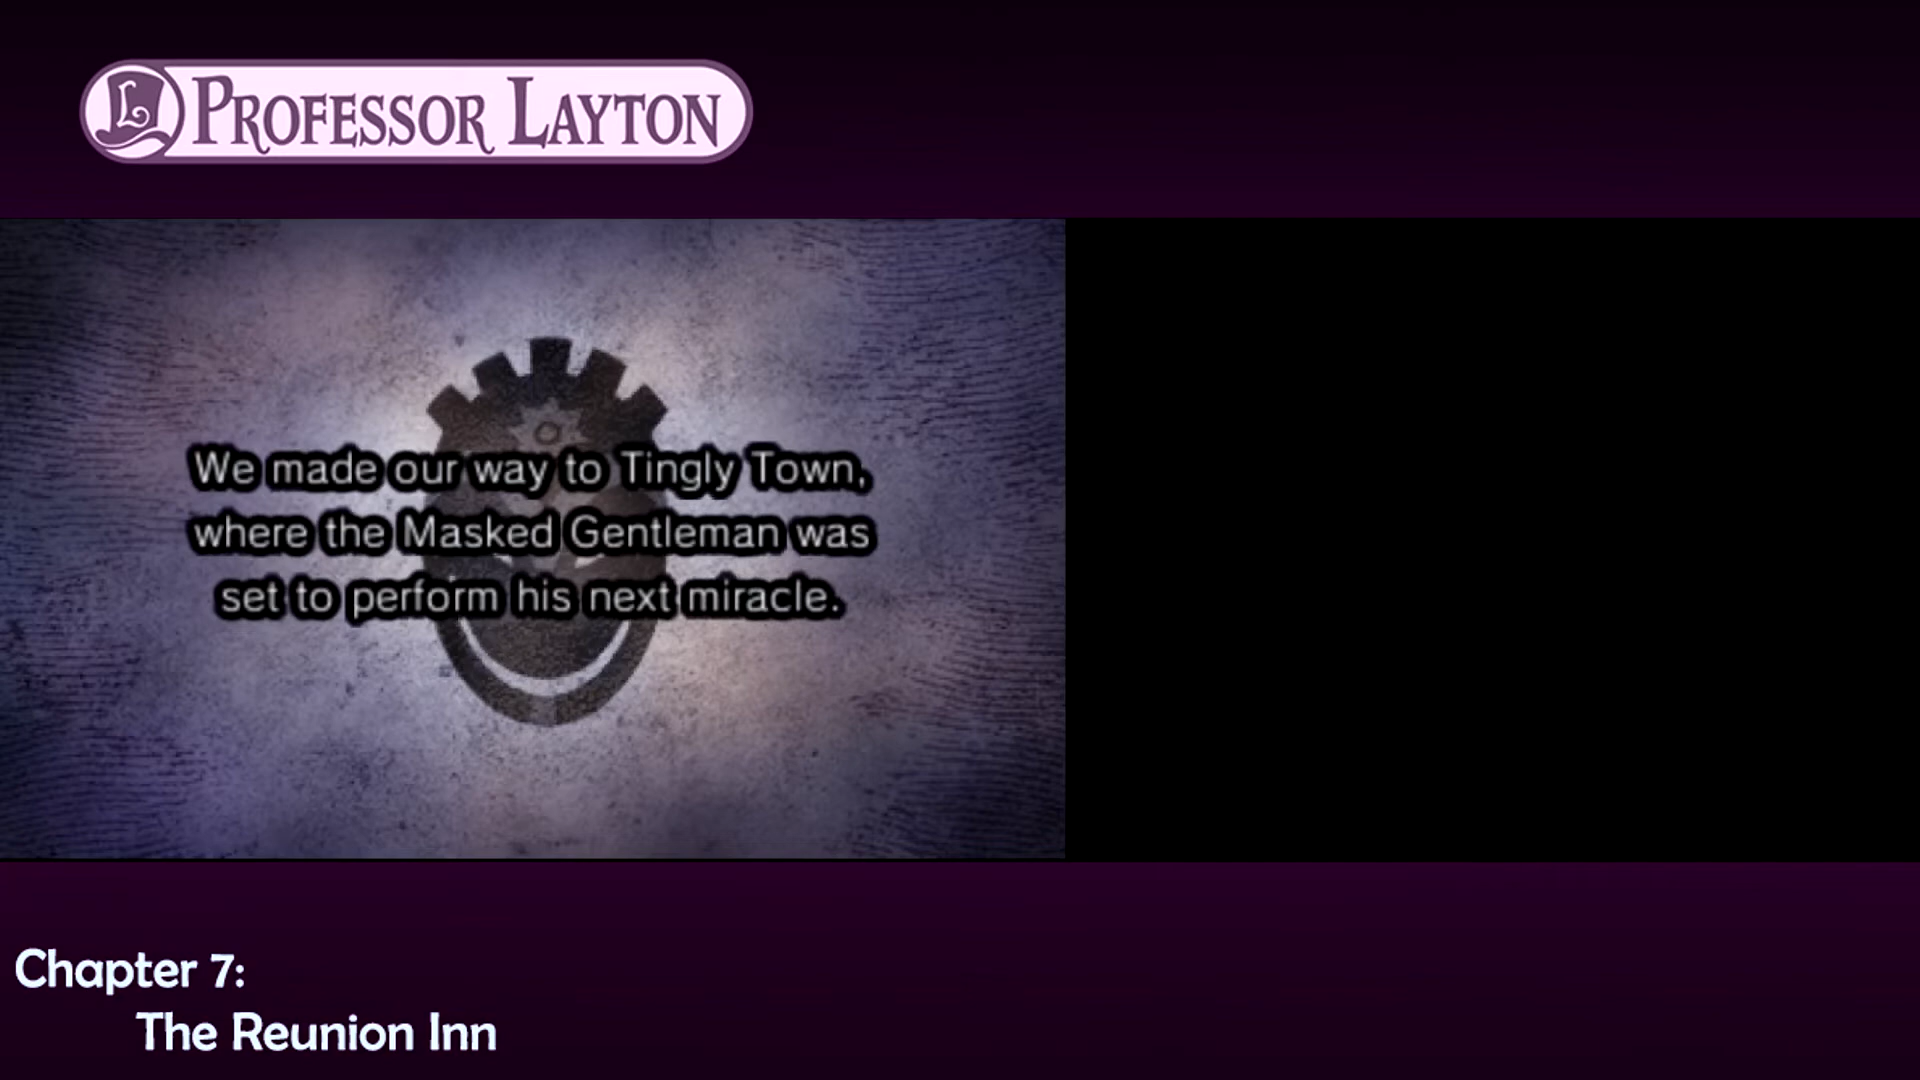 PROFESSOR LAYTON
We made our way to Tingly Town,
where the Masked Gentleman was
set to perform his next miracle.
Chapter 7:
The Reunion Inn